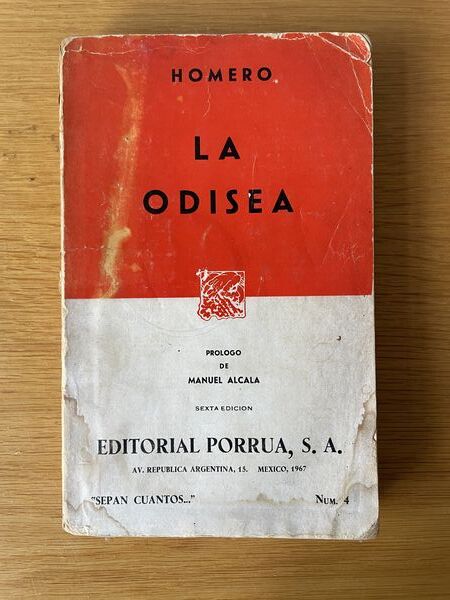 HOMERO
LA
ODISEA
PROLOGO
DE
MANUEL ALCALA
SEXTA EDICION
EDITORIAL PORRUA, S. A.
AV. REPUBLICA ARGENTINA, 15. MEXICO, 1967
"SEPAN CUANTOS..." NUM. 4